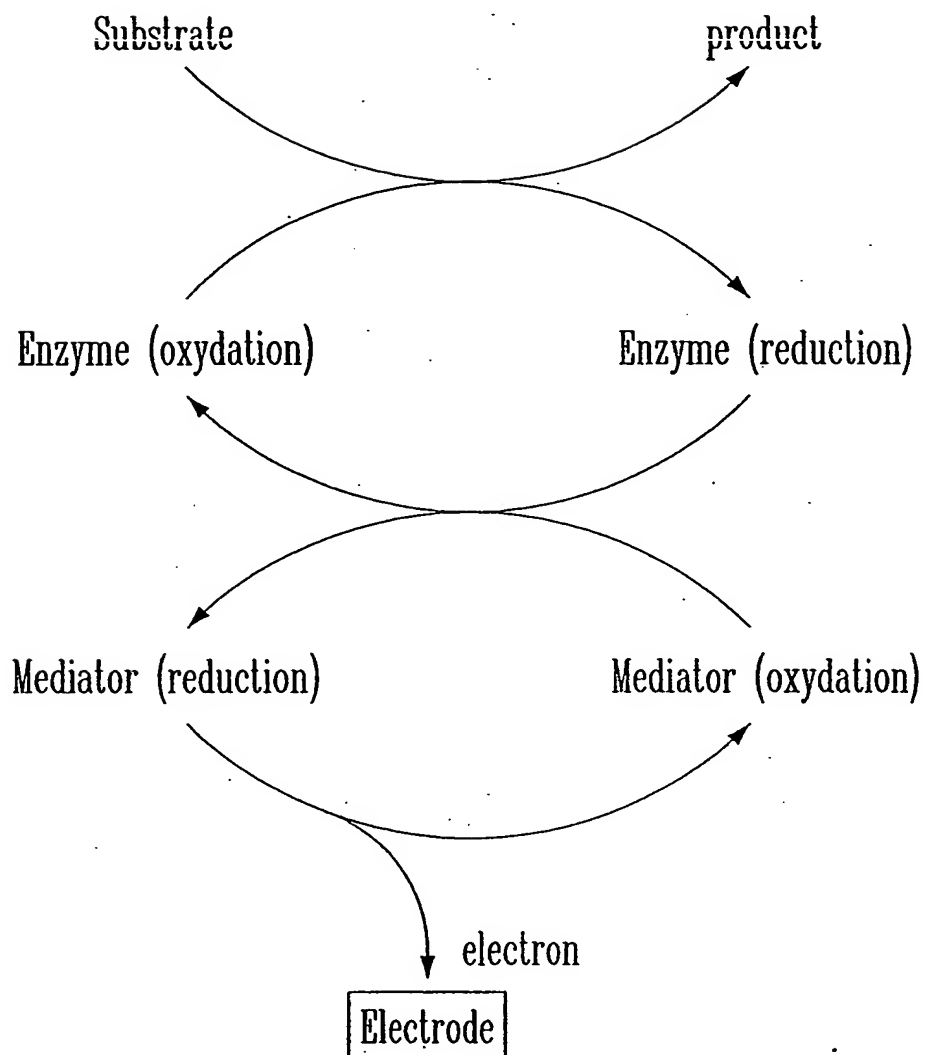 Substrate product
Enzyme (oxydation) Enzyme (reduction)
Mediator (reduction) Mediator (oxydation)
electron
Electrode